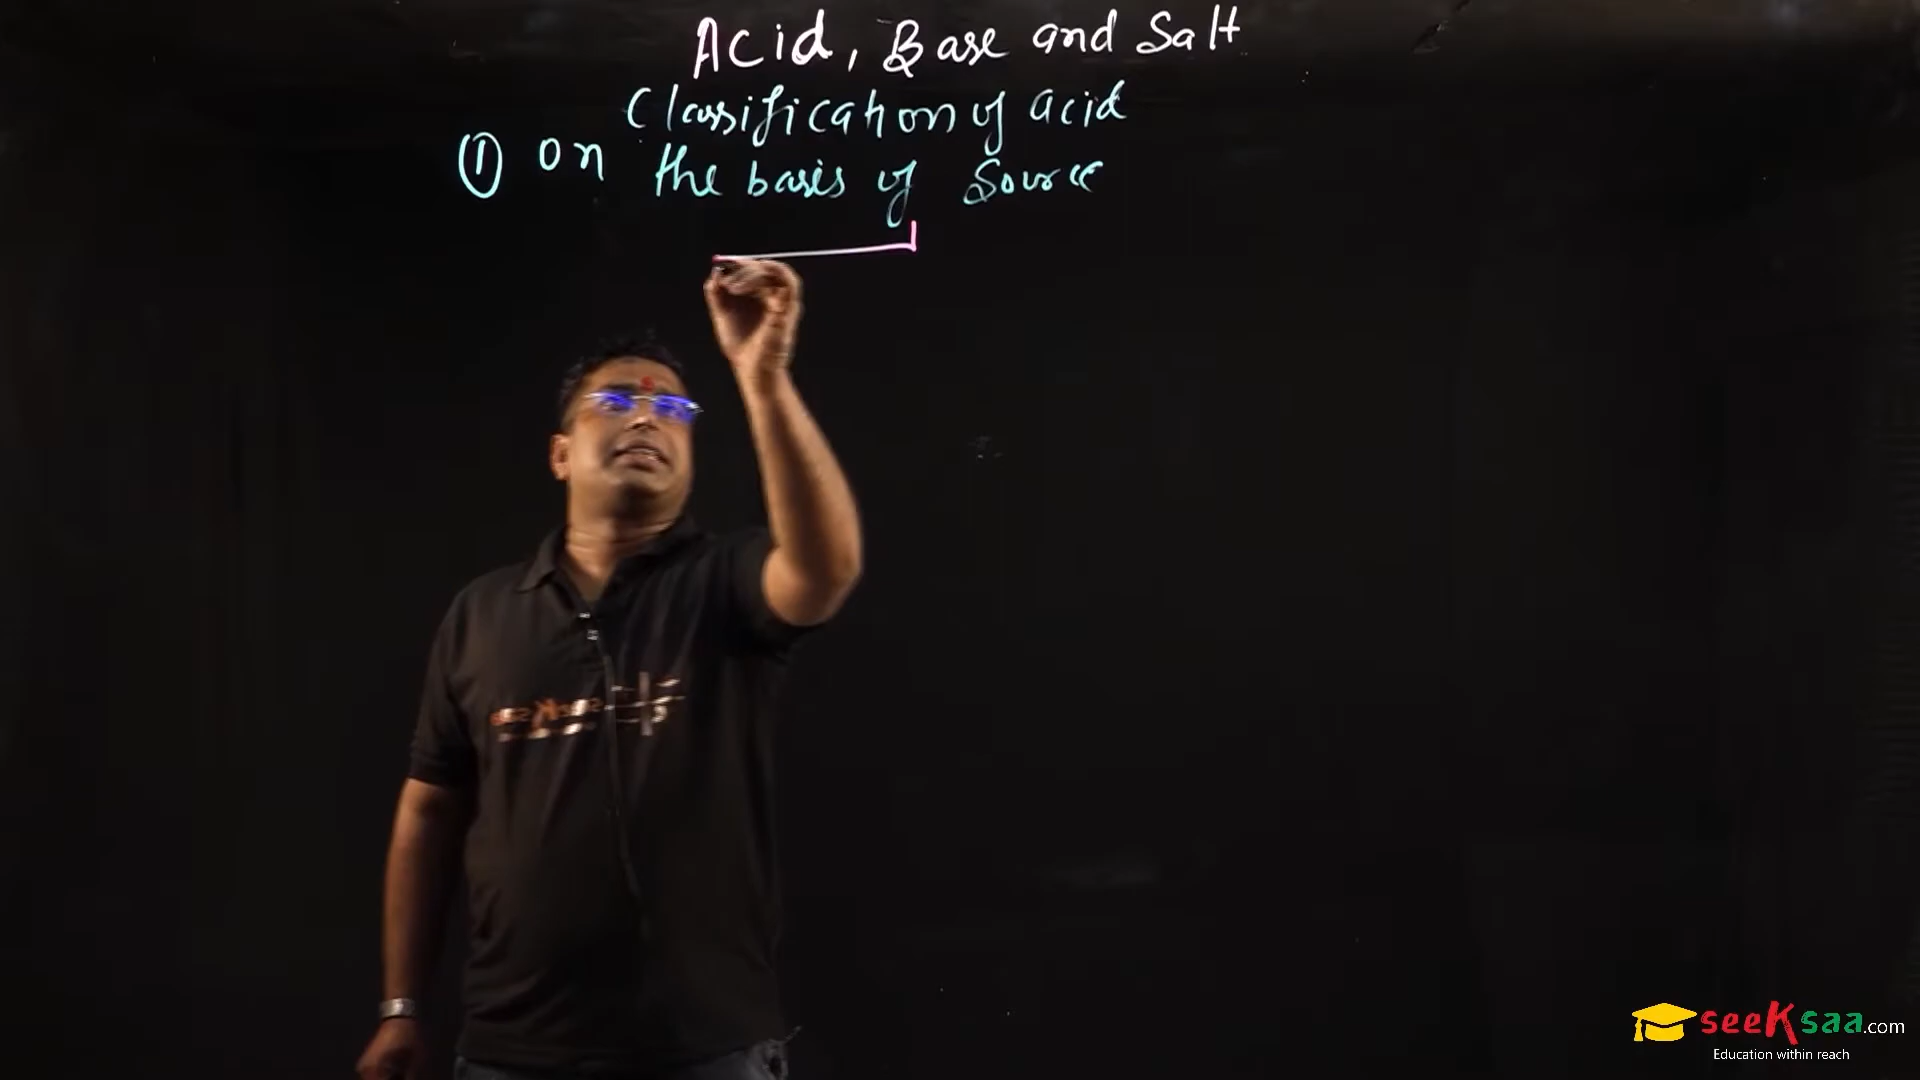 Acid, Base and Salt
Classification of acid
① On the basis of Source
seeKsaa.com
Education within reach